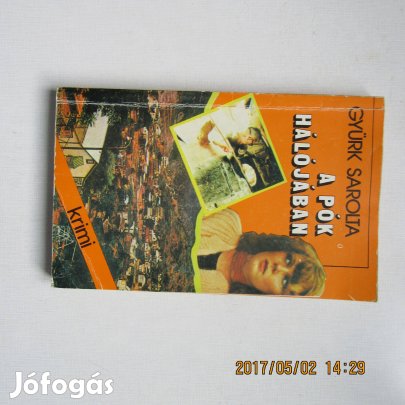 GYÜRK SAROLTA
A PÓK
HÁLÓJÁBAN
krimi
2017/05/02 14:29
Jófogás